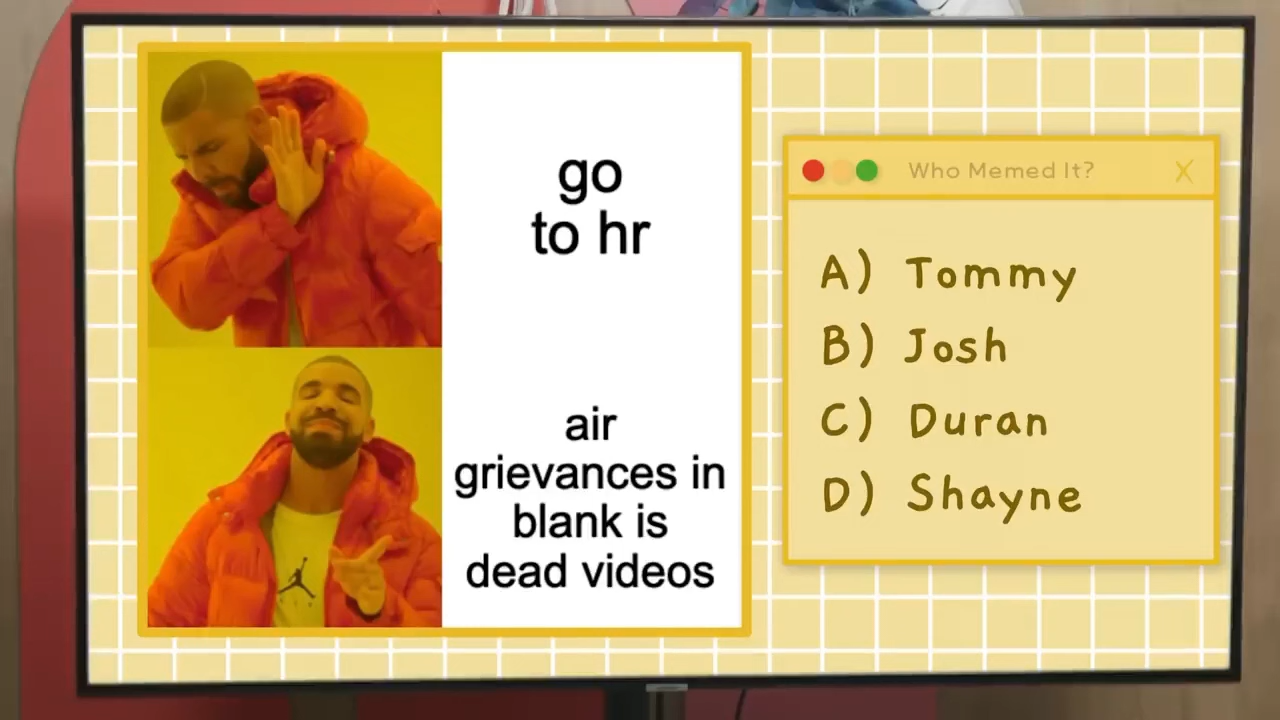 go
to hr
air
grievances in
blank is
dead videos
Who Memed It?
X
A) Tommy
B) Josh
C) Duran
D) Shayne